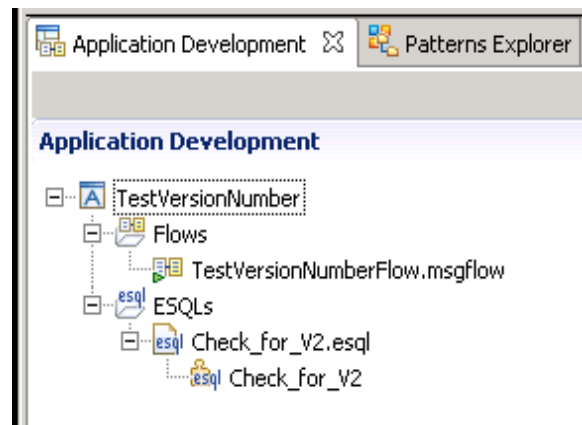 Application Development Patterns Explorer
Application Development
A TestVersionNumber
Flows
TestVersionNumberFlow.msgflow
esql ESQLs
esql Check_for_V2.esql
esql Check_for_V2